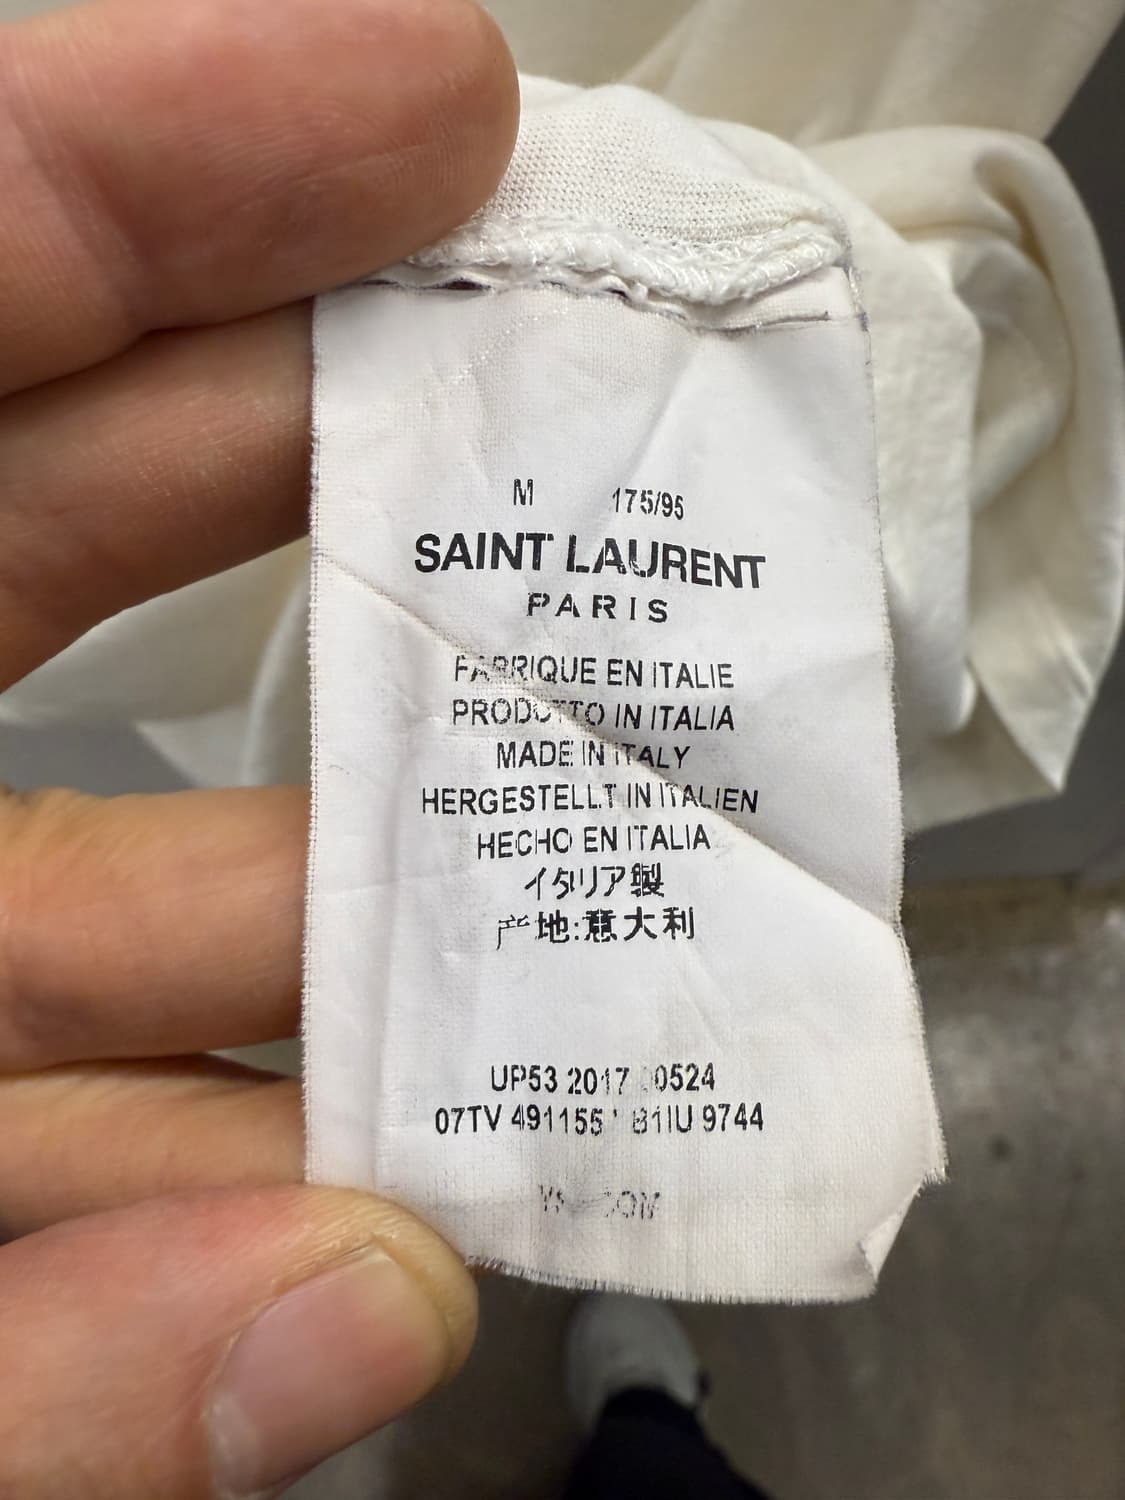 M 175/95
SAINT LAURENT
PARIS
FABRIQUE EN ITALIE
PRODOTTO IN ITALIA
MADE IN ITALY
HERGESTELLT IN ITALIEN
HECHO EN ITALIA
イタリア製
产地:意大利
UP53 2017 00524
07TV 491155 B1IU 9744